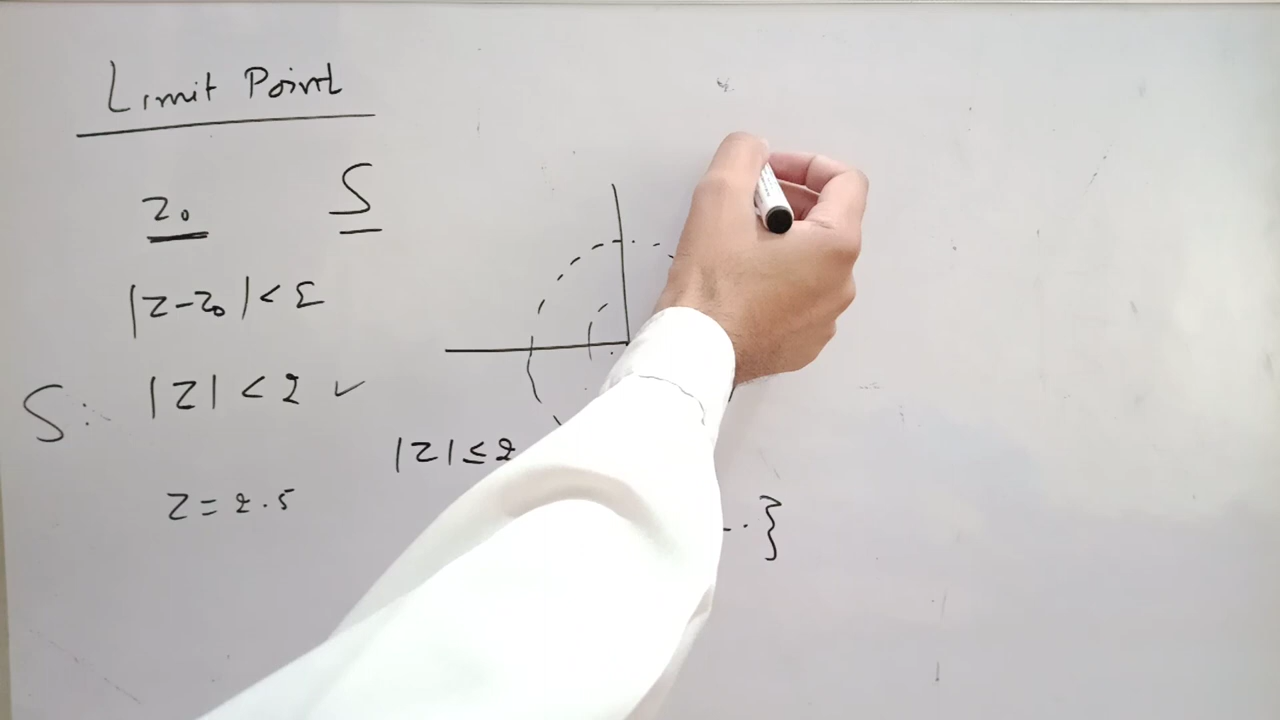 Limit Point
z₀ S
|z-z₀|<ε
S: |z|<2 ✓
|z|≤2
z=2.5
-.}